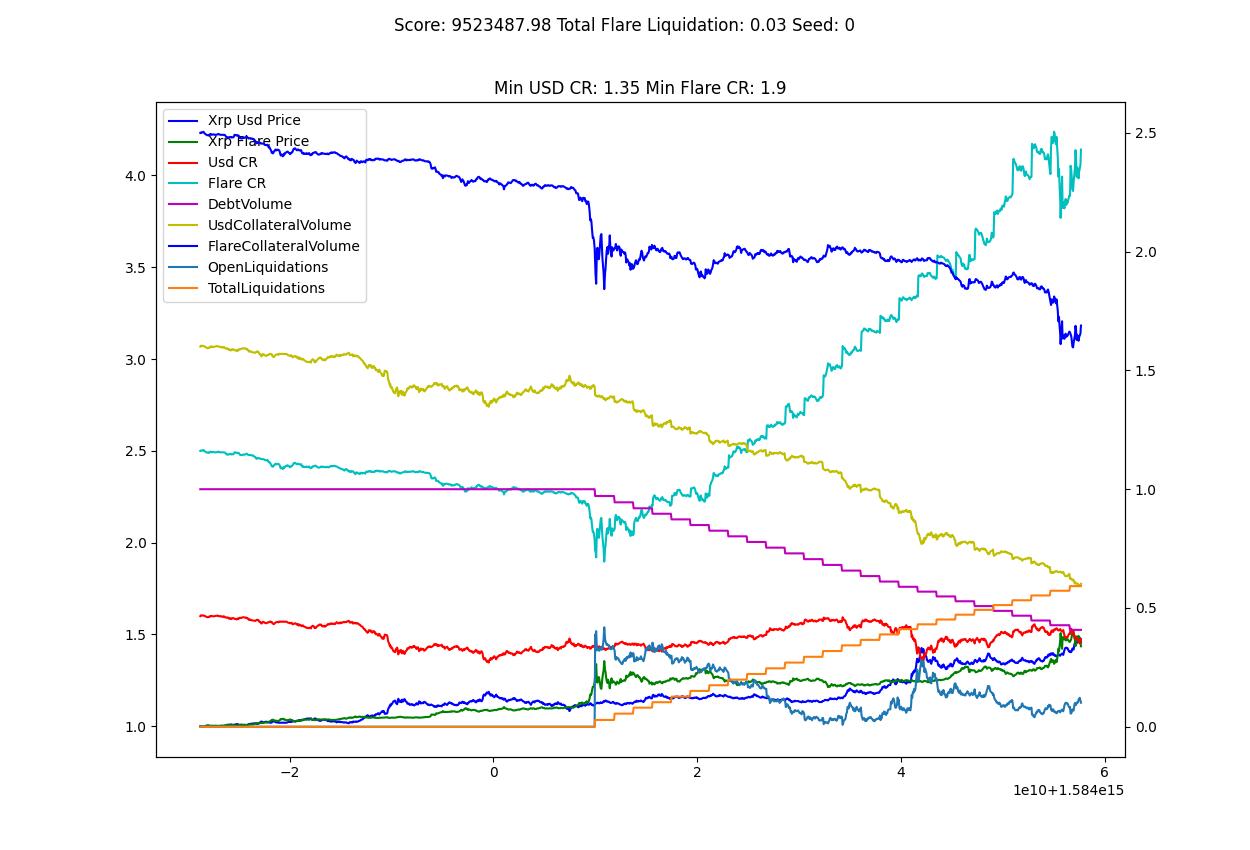 Score: 9523487.98 Total Flare Liquidation: 0.03 Seed: 0
Min USD CR: 1.35 Min Flare CR: 1.9
Xrp Usd Price
Xrp Flare Price
Usd CR
Flare CR
DebtVolume
UsdCollateralVolume
FlareCollateralVolume
OpenLiquidations
TotalLiquidations
4.0
3.5
3.0
2.5
2.0
1.5
1.0
2.5
2.0
1.5
1.0
0.5
0.0
−2
0
2
4
6
1e10+1.584e15